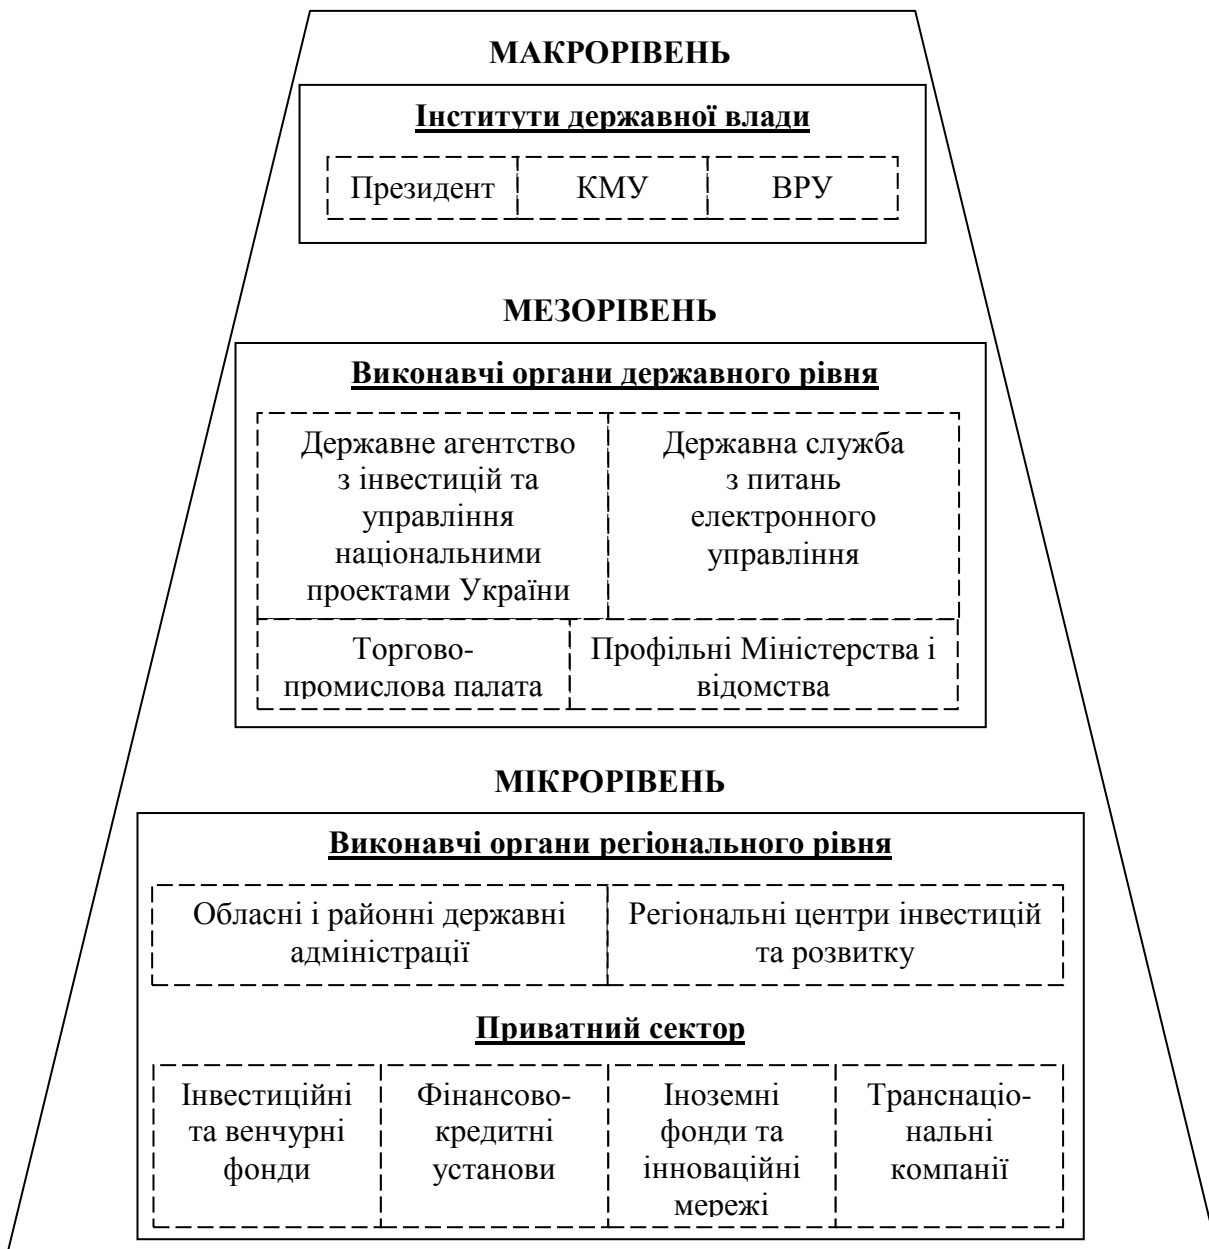 МАКРОРІВЕНЬ
Інститути державної влади
Президент
КМУ
ВРУ
МЕЗОРІВЕНЬ
Виконавчі органи державного рівня
Державне агентство
з інвестицій та
управління
національними
проектами України
Державна служба
з питань
електронного
управління
Торгово-
промислова палата
Профільні Міністерства і
відомства
МІКРОРІВЕНЬ
Виконавчі органи регіонального рівня
Обласні і районні державні
адміністрації
Регіональні центри інвестицій
та розвитку
Приватний сектор
Інвестиційні
та венчурні
фонди
Фінансово-
кредитні
установи
Іноземні
фонди та
інноваційні
мережі
Транснаціо-
нальні
компанії